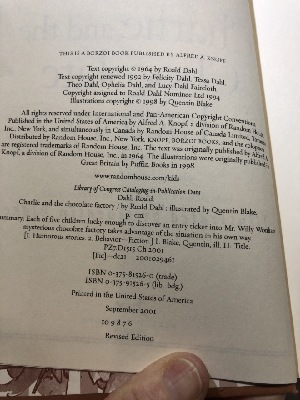 THIS IS A BORZOI BOOK PUBLISHED BY ALFRED A. KNOPF
Text copyright © 1964 by Roald Dahl
Text copyright renewed 1992 by Felicity Dahl, Tessa Dahl,
Theo Dahl, Ophelia Dahl, and Lucy Dahl Faircloth
Copyright assigned to Roald Dahl Nominee Ltd 1994
Illustrations copyright © 1998 by Quentin Blake
All rights reserved under International and Pan-American Copyright Conventions.
Published in the United States of America by Alfred A. Knopf, a division of Random House,
Inc., New York, and simultaneously in Canada by Random House of Canada Limited, Toronto.
Distributed by Random House, Inc., New York. KNOPF, BORZOI BOOKS, and the colophon
are registered trademarks of Random House, Inc. The text was originally published by Alfred A.
Knopf, a division of Random House, Inc., in 1964. The illustrations were originally published in
Great Britain by Puffin Books in 1998
www.randomhouse.com/kids
Library of Congress Cataloging-in-Publication Data
Dahl, Roald.
Charlie and the chocolate factory / by Roald Dahl ; illustrated by Quentin Blake.
p. cm
Summary: Each of five children lucky enough to discover an entry ticket into Mr. Willy Wonka's
mysterious chocolate factory takes advantage of the situation in his own way.
[1. Humorous stories. 2. Behavior—Fiction.] I. Blake, Quentin, ill. II. Title.
PZ7.D1515 Ch 2001
[Fic]—dc21 2001029461
ISBN 0-375-81526-0 (trade)
ISBN 0-375-91526-5 (lib. bdg.)
Printed in the United States of America
September 2001
10 9 8 7 6
Revised Edition